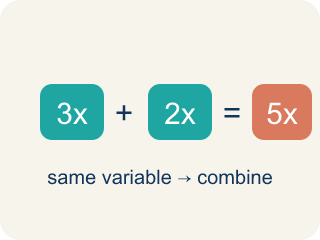 3x + 2x = 5x
same variable → combine